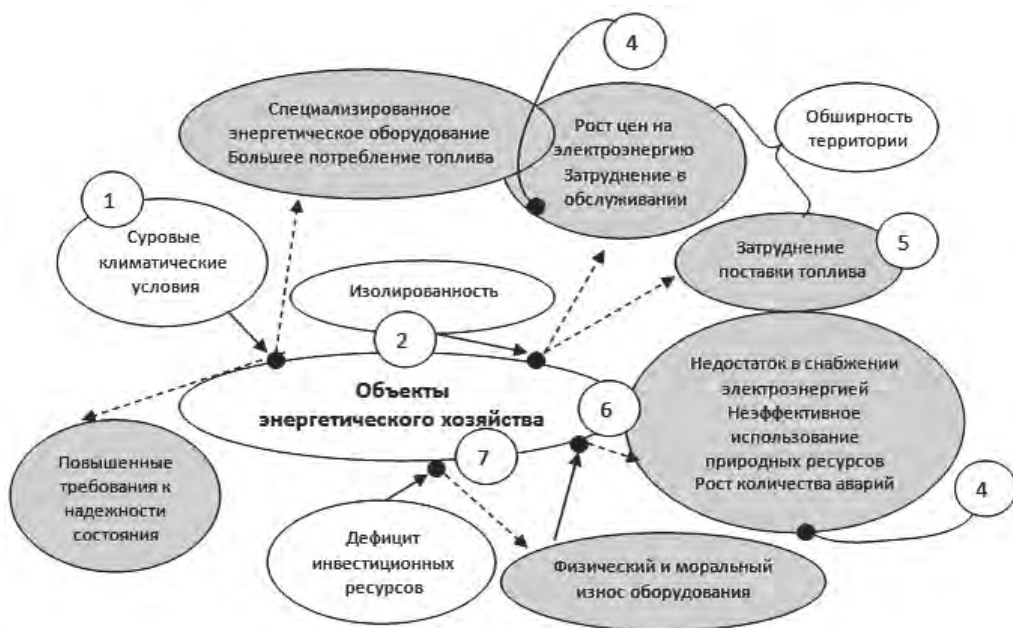 4
Специализированное
энергетическое оборудование
Большее потребление топлива
Рост цен на
электроэнергию
Затруднение в
обслуживании
Обширность
территории
1
Суровые
климатические
условия
Изолированность
Затруднение
поставки топлива
5
2
Объекты
энергетического хозяйства
6
7
Недостаток в снабжении
электроэнергией
Неэффективное
использование
природных ресурсов
Рост количества аварий
4
Повышенные
требования к
надежности
состояния
Дефицит
инвестиционных
ресурсов
Физический и моральный
износ оборудования